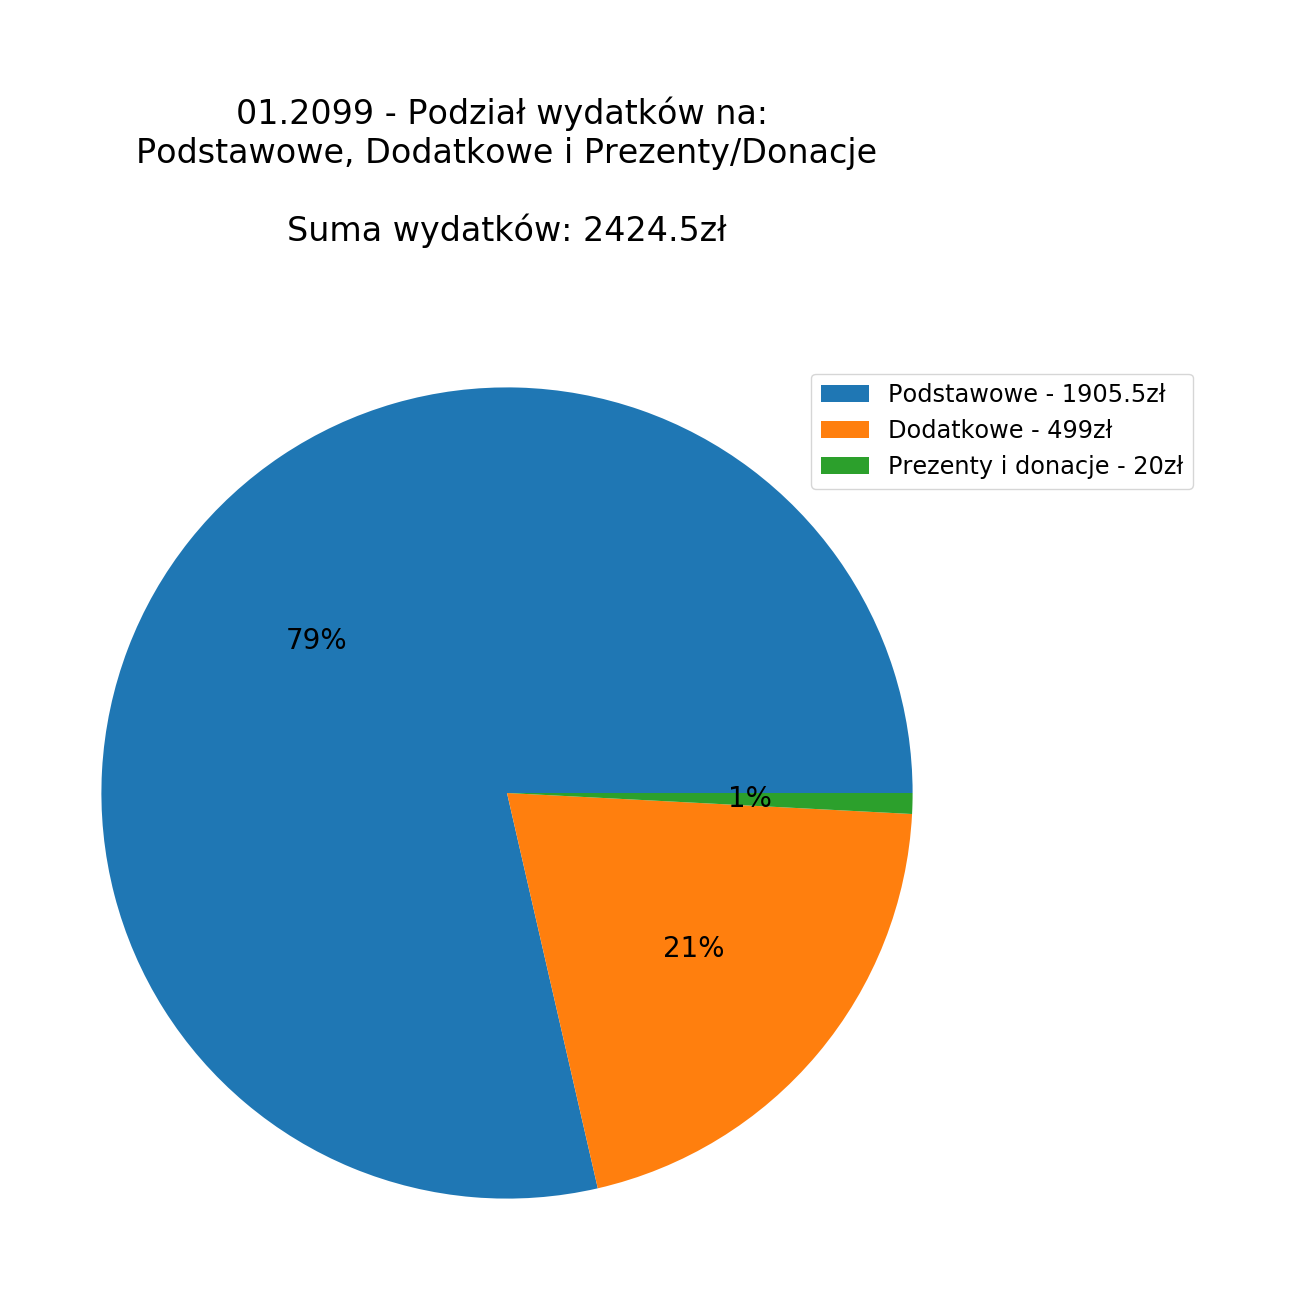 01.2099 - Podział wydatków na:
Podstawowe, Dodatkowe i Prezenty/Donacje
Suma wydatków: 2424.5zł
Podstawowe - 1905.5zł
Dodatkowe - 499zł
Prezenty i donacje - 20zł
79%
1%
21%